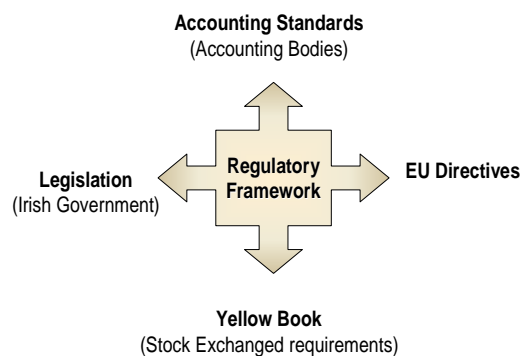 Accounting Standards
(Accounting Bodies)
Legislation
(Irish Government)
Regulatory
Framework
EU Directives
Yellow Book
(Stock Exchanged requirements)